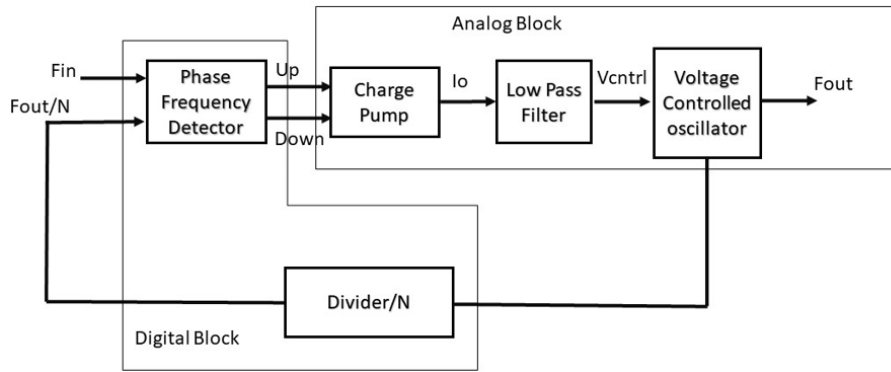 Analog Block
Fin
Fout/N
Phase
Frequency
Detector
Up
Down
Charge
Pump
Io
Low Pass
Filter
Vcntrl
Voltage
Controlled
oscillator
Fout
Divider/N
Digital Block